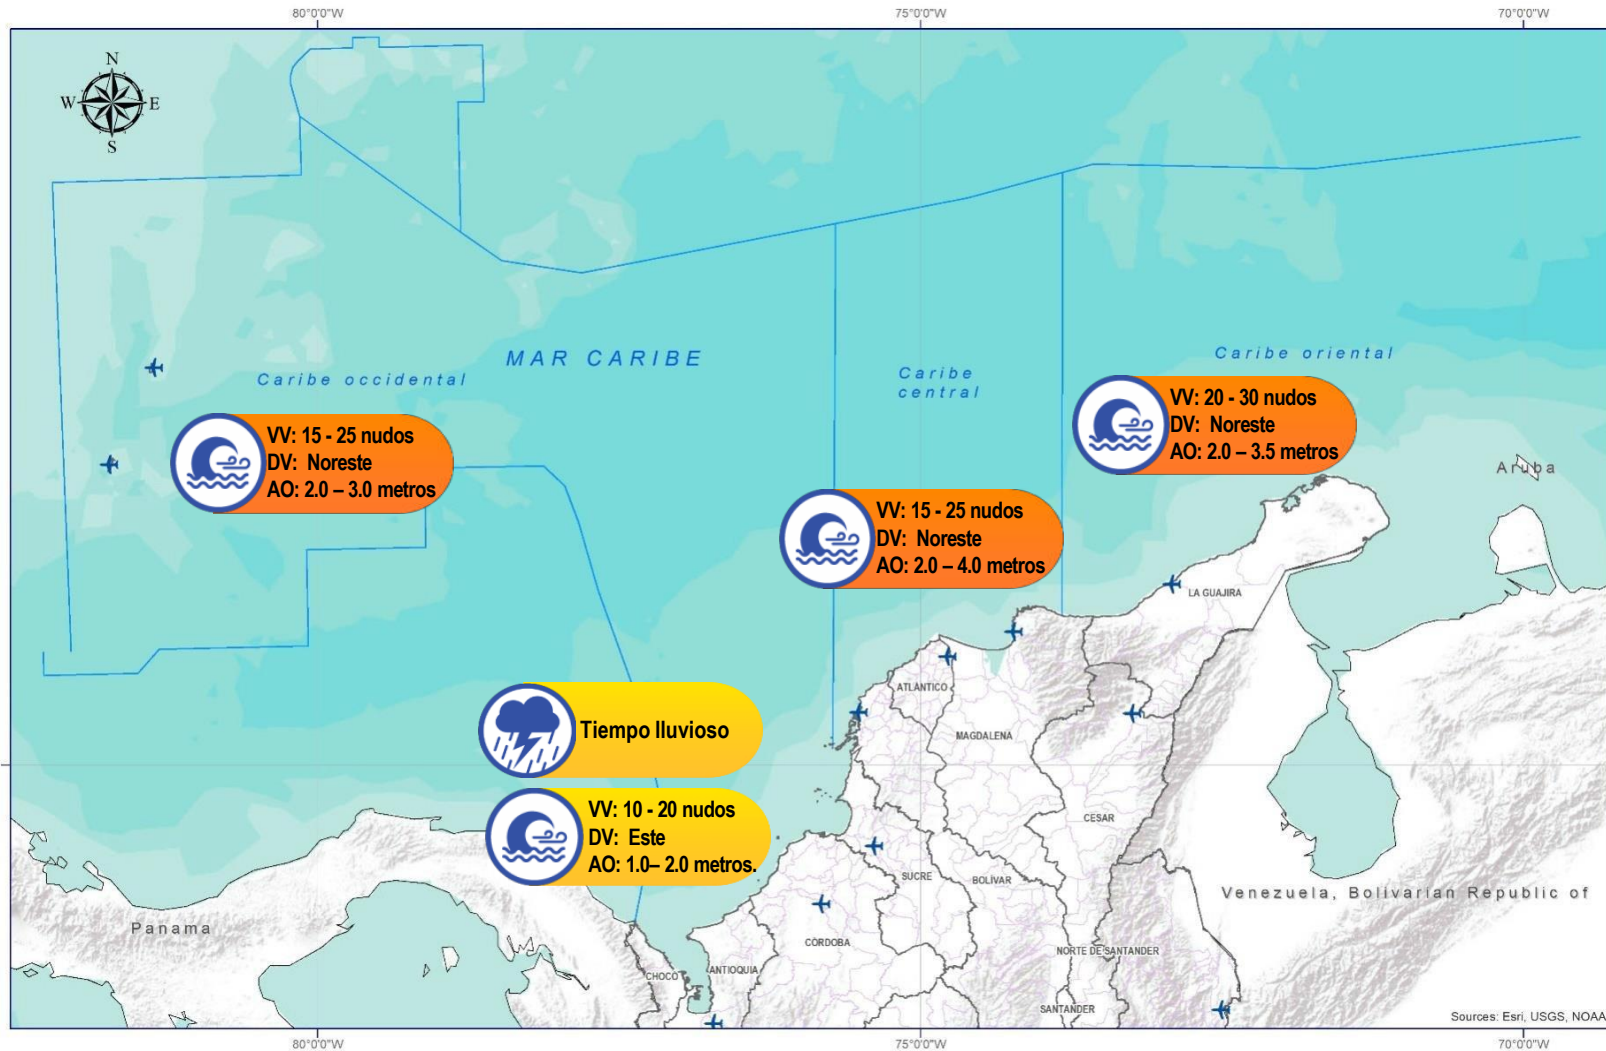 80°0'0"W
75°0'0"W
70°0'0"W
N
W
E
S
MAR CARIBE
Caribe occidental
Caribe
central
Caribe oriental
VV: 20 - 30 nudos
DV: Noreste
AO: 2.0 – 3.5 metros
VV: 15 - 25 nudos
DV: Noreste
AO: 2.0 – 3.0 metros
VV: 15 - 25 nudos
DV: Noreste
AO: 2.0 – 4.0 metros
Aruba
LA GUAJIRA
ATLÁNTICO
MAGDALENA
Tiempo lluvioso
VV: 10 - 20 nudos
DV: Este
AO: 1.0– 2.0 metros.
CESAR
SUCRE
BOLÍVAR
Venezuela, Bolivarian Republic of
Panama
CÓRDOBA
NORTE DE SANTANDER
CHOCÓ
ANTIOQUIA
SANTANDER
Sources: Esri, USGS, NOAA
80°0'0"W
75°0'0"W
70°0'0"W